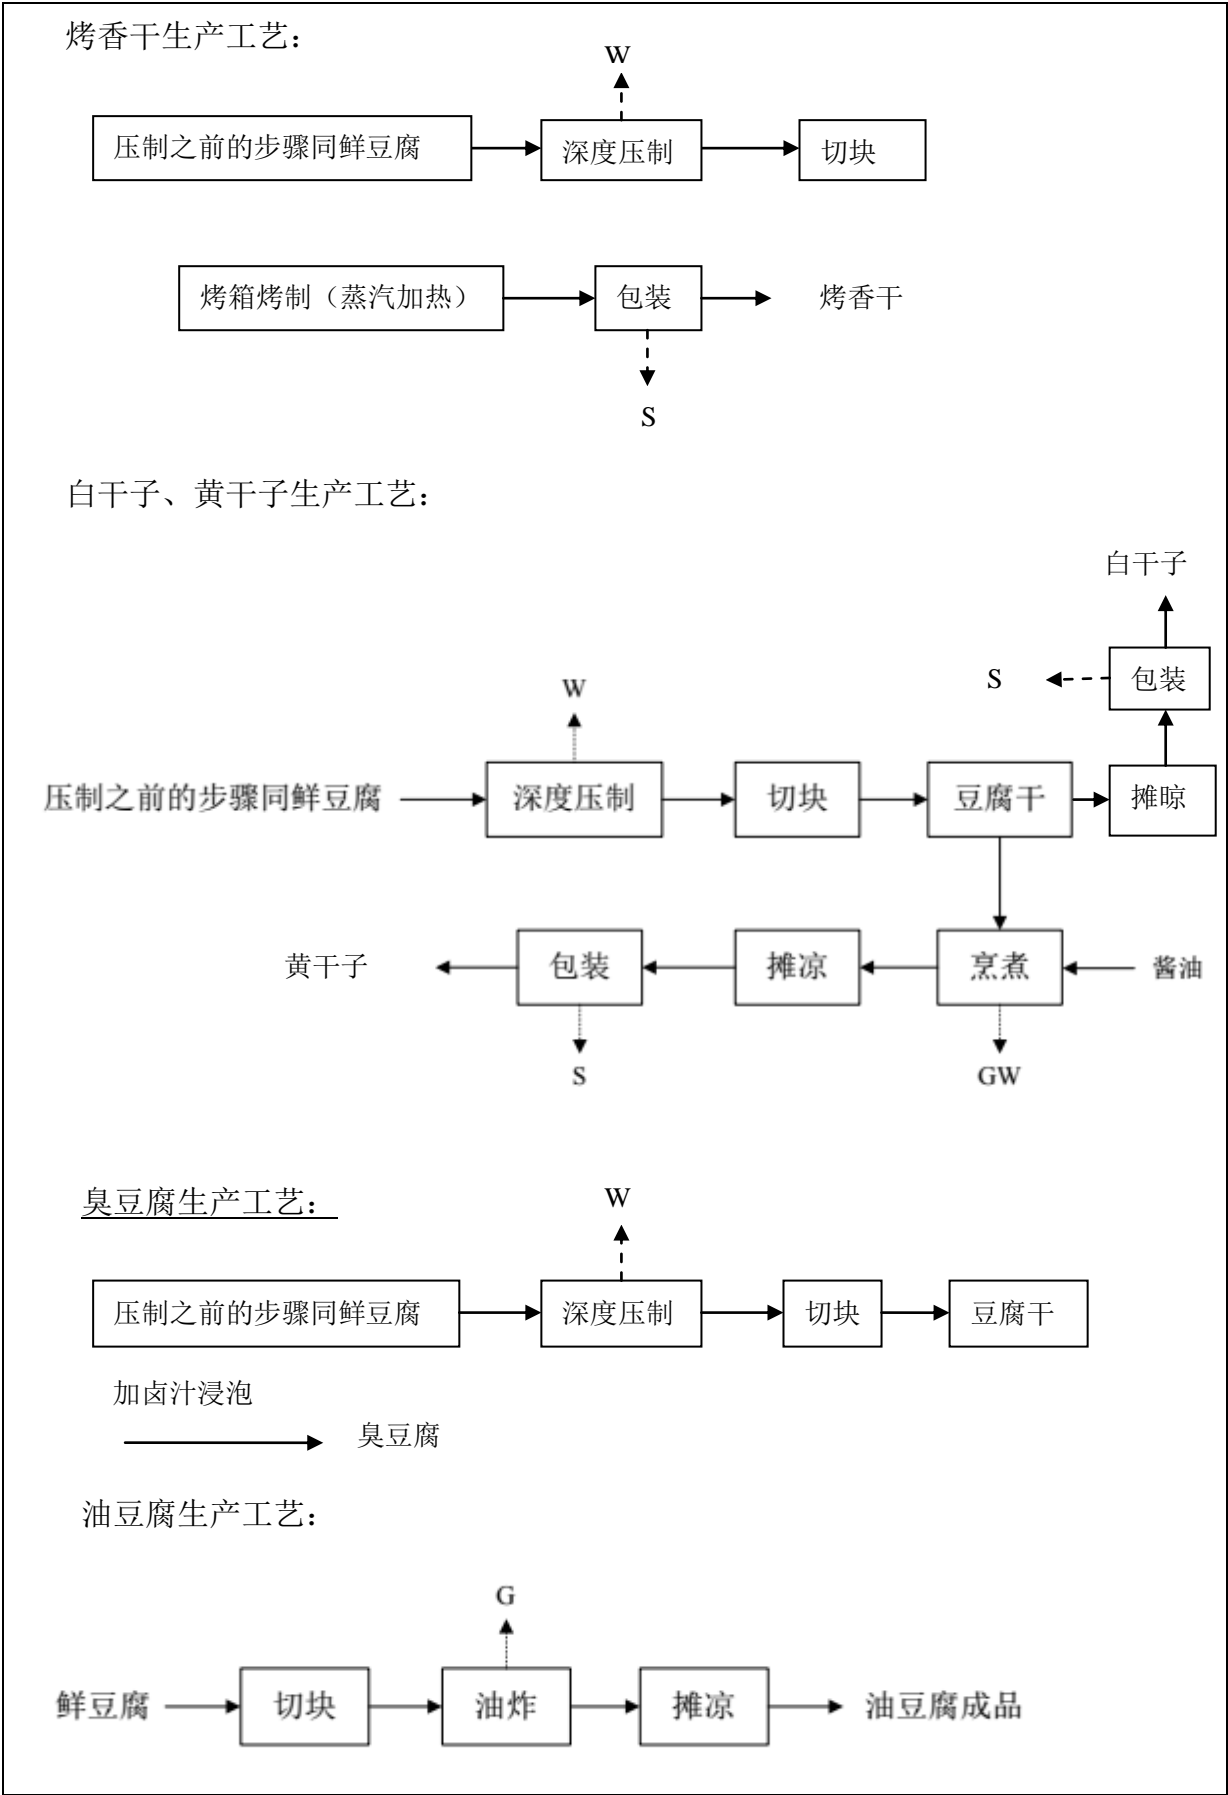 烤香干生产工艺：
W
压制之前的步骤同鲜豆腐 深度压制 切块
烤箱烤制（蒸汽加热） 包装 烤香干
S
白干子、黄干子生产工艺：
白干子
S 包装
W
压制之前的步骤同鲜豆腐 深度压制 切块 豆腐干 摊晾
黄干子 包装 摊凉 烹煮 酱油
S GW
臭豆腐生产工艺：
W
压制之前的步骤同鲜豆腐 深度压制 切块 豆腐干
加卤汁浸泡
臭豆腐
油豆腐生产工艺：
G
鲜豆腐 切块 油炸 摊凉 油豆腐成品